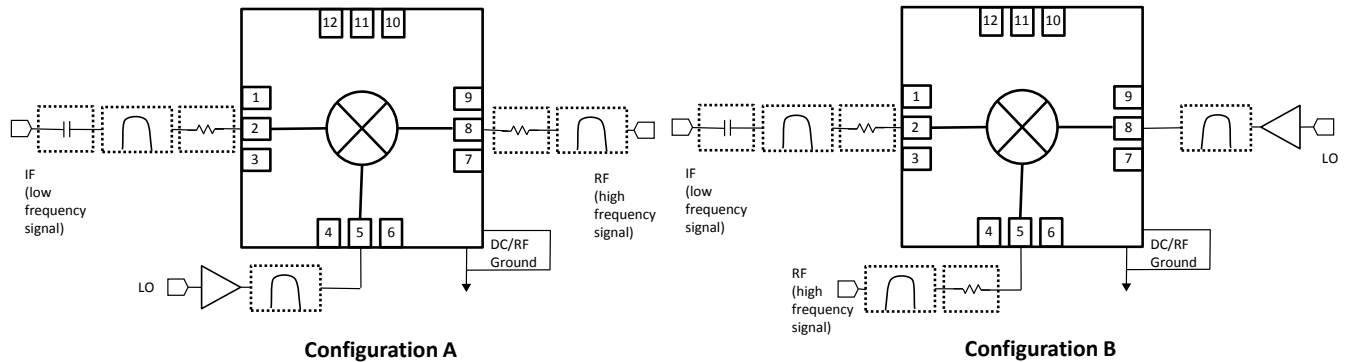 12 11 10
1
2
3
9
8
7
4 5 6
IF
(low
frequency
signal)
RF
(high
frequency
signal)
DC/RF
Ground
LO
Configuration A
12 11 10
1
2
3
9
8
7
4 5 6
IF
(low
frequency
signal)
LO
DC/RF
Ground
RF
(high
frequency
signal)
Configuration B